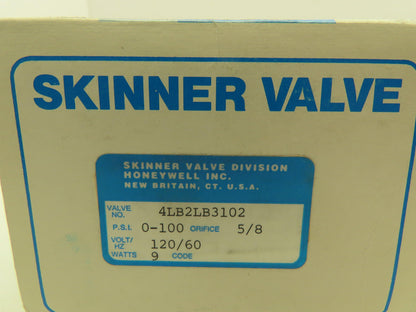 SKINNER VALVE
SKINNER VALVE DIVISION
HONEYWELL INC.
NEW BRITAIN, CT. U.S.A.
VALVE NO. 4LB2LB3102
P.S.I. 0-100 ORIFICE 5/8
VOLT/ HZ 120/60
WATTS 9 CODE